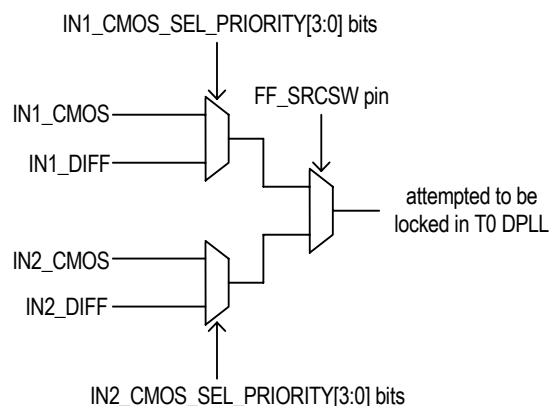 IN1_CMOS_SEL_PRIORITY[3:0] bits
FF_SRCSW pin
IN1_CMOS
IN1_DIFF
attempted to be
locked in T0 DPLL
IN2_CMOS
IN2_DIFF
IN2_CMOS_SEL_PRIORITY[3:0] bits